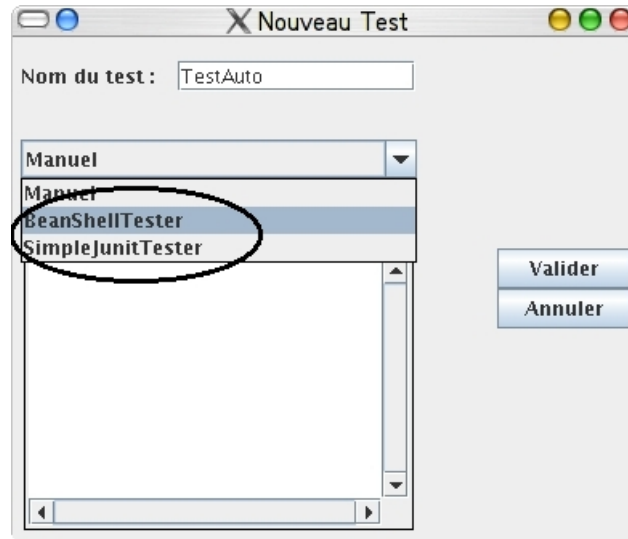 Nouveau Test
Nom du test : TestAuto
Manuel
Manuel
BeanShellTester
SimpleJunitTester
Valider
Annuler